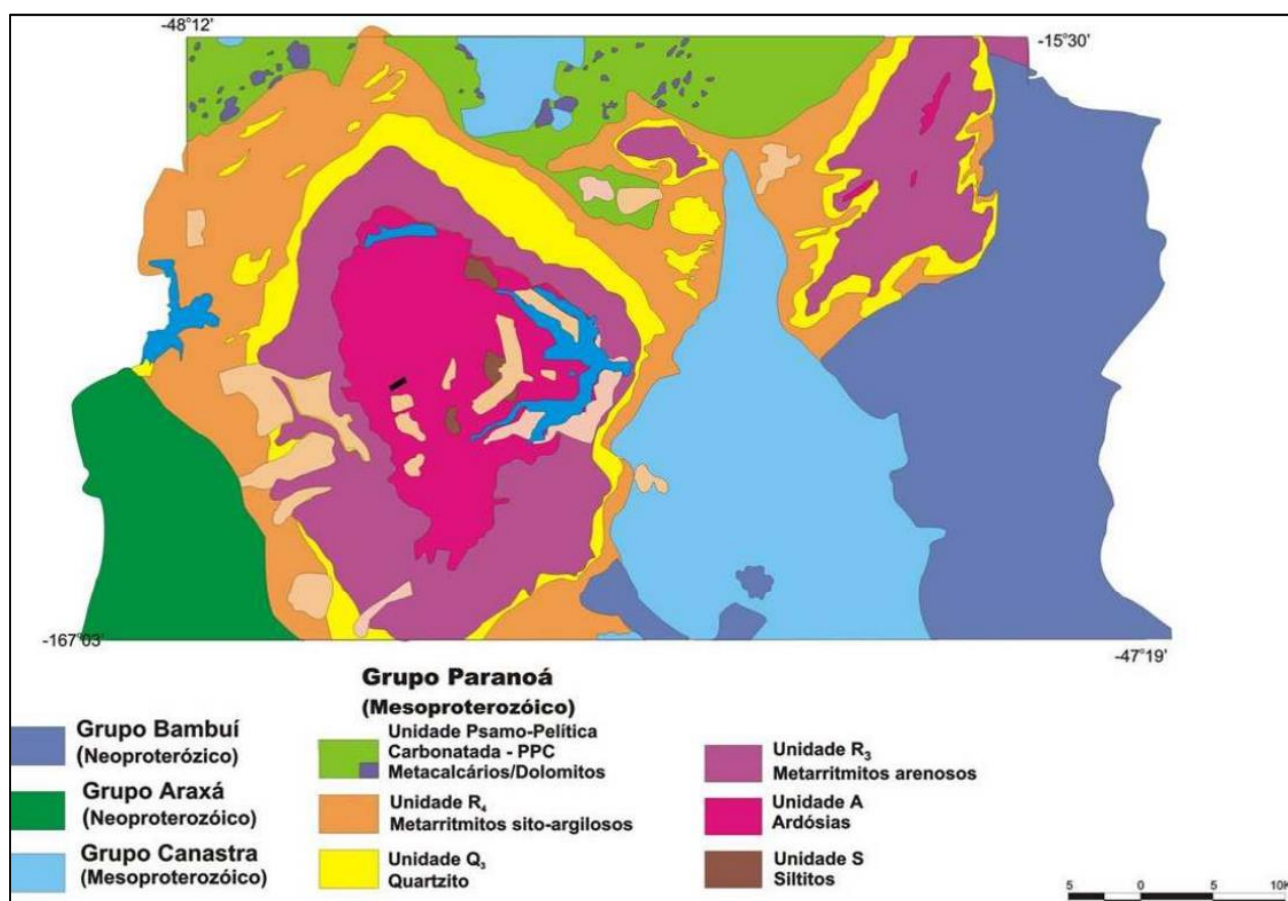 -48°12'
-15°30'
-167°03'
-47°19'
Grupo Bambuí
(Neoproterózico)
Grupo Araxá
(Neoproterozóico)
Grupo Canastra
(Mesoproterozóico)
Grupo Paranoá
(Mesoproterozóico)
Unidade Psamo-Pelítica
Carbonatada - PPC
Metacalcários/Dolomitos
Unidade R₄
Metarritmitos sito-argilosos
Unidade Q₃
Quartzito
Unidade R₃
Metarritmitos arenosos
Unidade A
Ardósias
Unidade S
Siltitos
5 0 5 10k